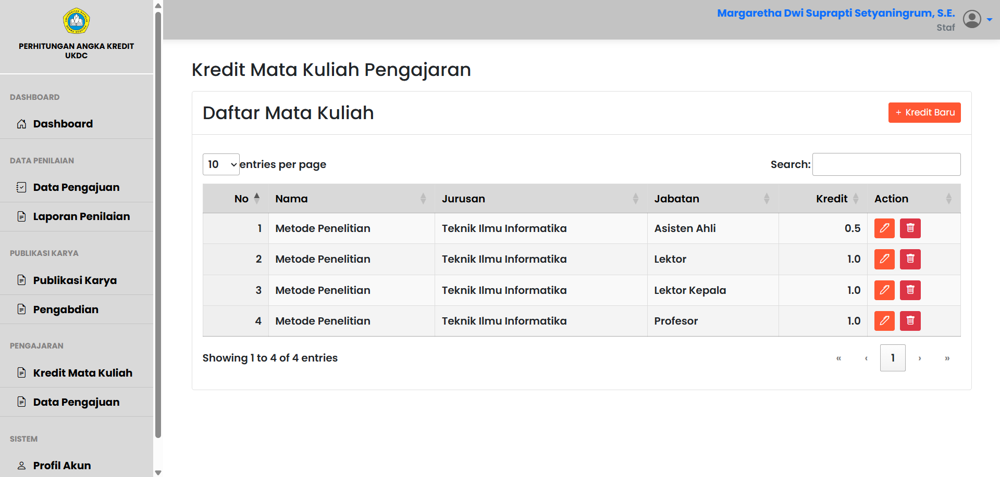 PERHITUNGAN ANGKA KREDIT
UKDC
DASHBOARD
Dashboard
DATA PENILAIAN
Data Pengajuan
Laporan Penilaian
PUBLIKASI KARYA
Publikasi Karya
Pengabdian
PENGAJARAN
Kredit Mata Kuliah
Data Pengajuan
SISTEM
Profil Akun
Margaretha Dwi Suprapti Setyaningrum, S.E.
Staf
Kredit Mata Kuliah Pengajaran
Daftar Mata Kuliah
+ Kredit Baru
10 entries per page
Search:
No Nama Jurusan Jabatan Kredit Action
1 Metode Penelitian Teknik Ilmu Informatika Asisten Ahli 0.5
2 Metode Penelitian Teknik Ilmu Informatika Lektor 1.0
3 Metode Penelitian Teknik Ilmu Informatika Lektor Kepala 1.0
4 Metode Penelitian Teknik Ilmu Informatika Profesor 1.0
Showing 1 to 4 of 4 entries
« ‹ 1 › »